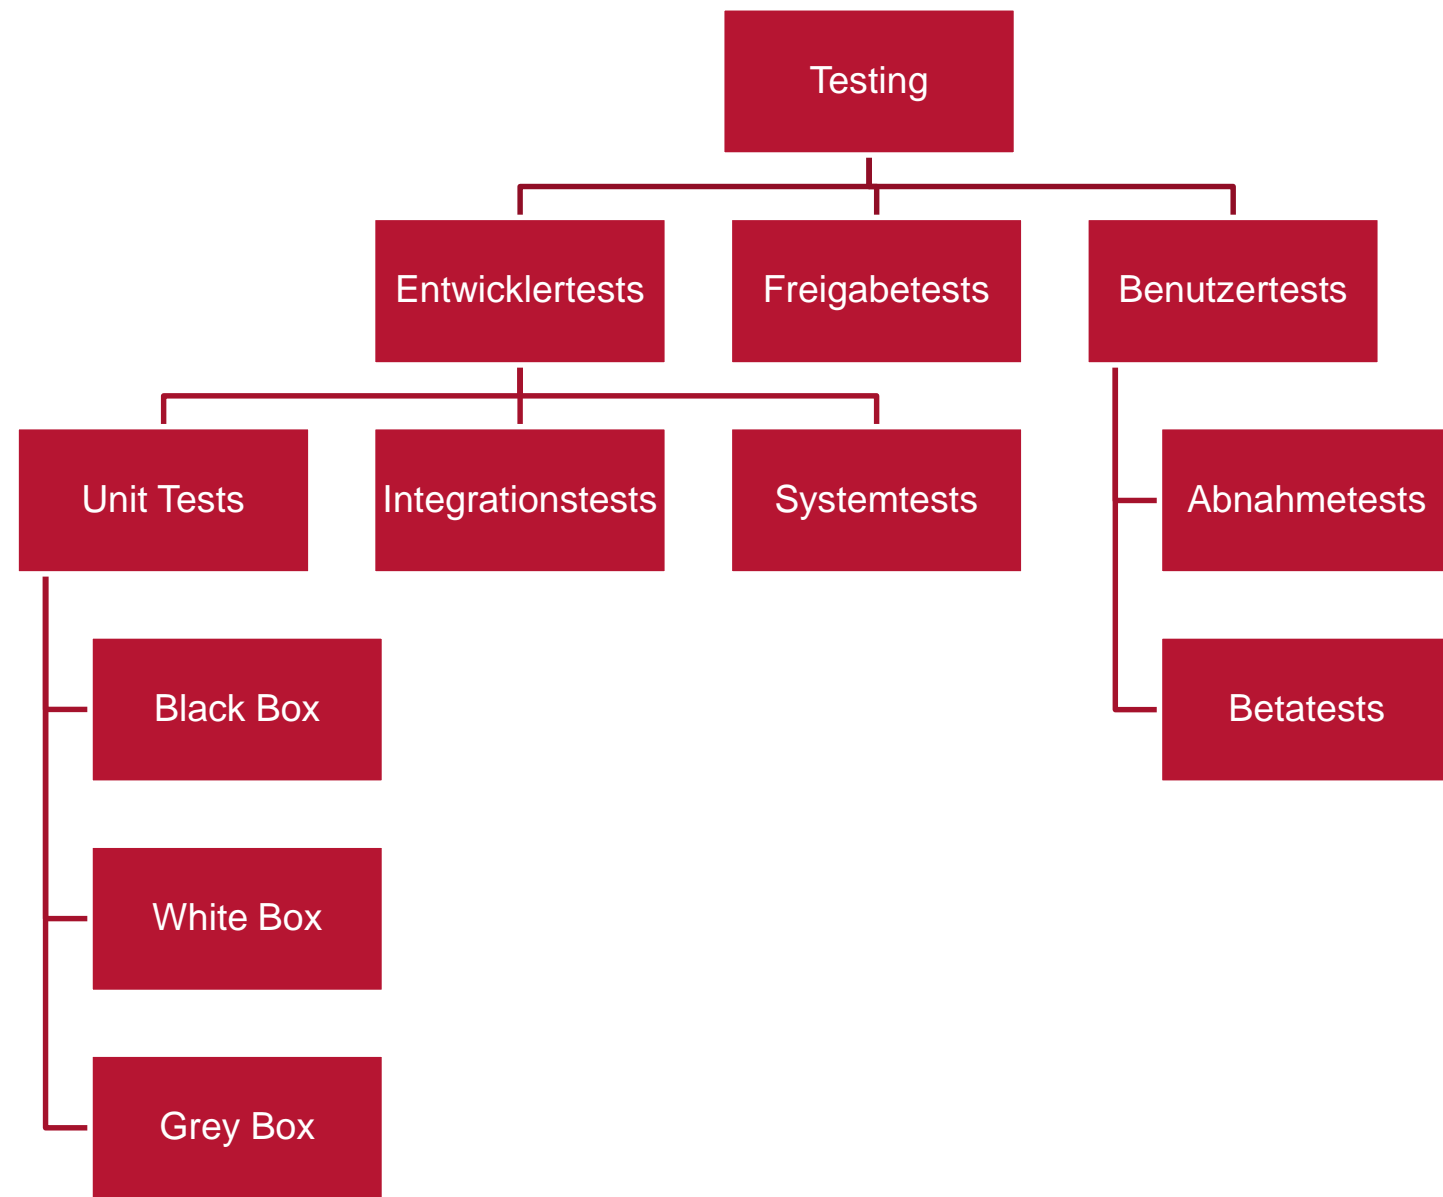 Testing
Entwicklertests
Freigabetests
Benutzertests
Unit Tests
Integrationstests
Systemtests
Abnahmetests
Black Box
Betatests
White Box
Grey Box